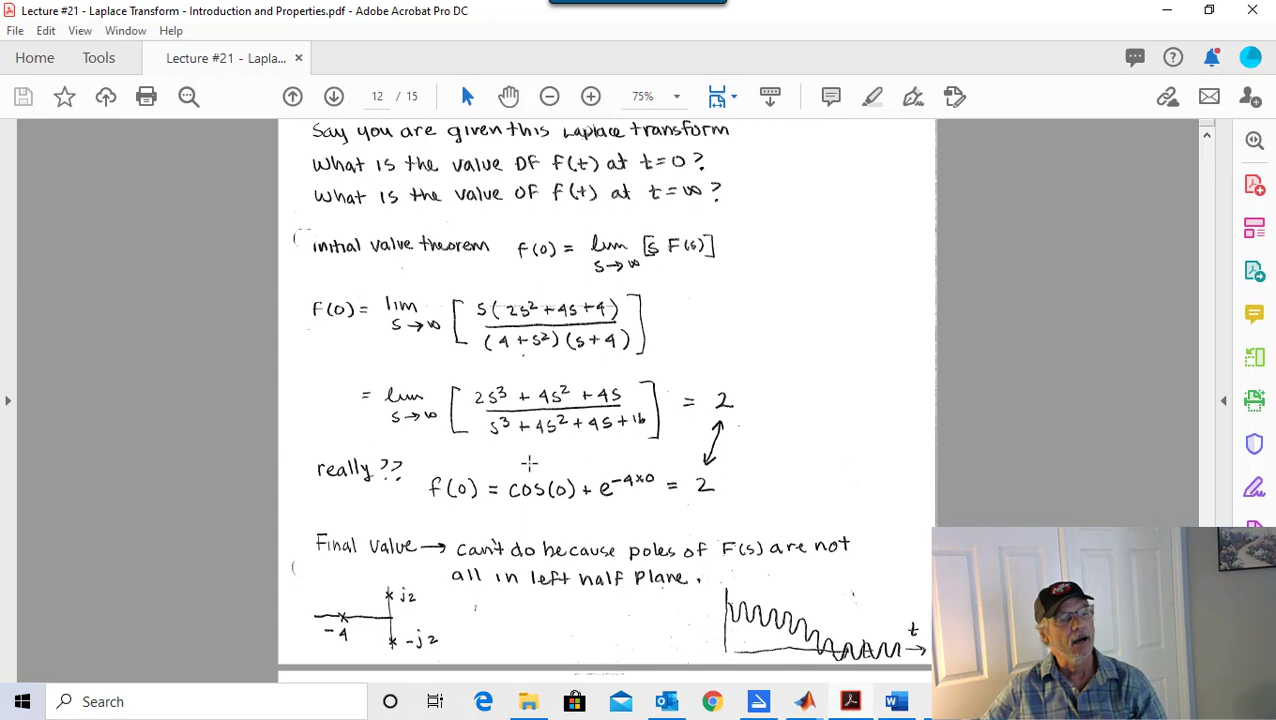 Lecture #21 - Laplace Transform - Introduction and Properties.pdf - Adobe Acrobat Pro DC
File Edit View Window Help
Home Tools Lecture #21 - Lapla... ×
12 / 15 75%
Say you are given this Laplace transform
What is the value OF f(t) at t=0?
What is the value OF f(t) at t=∞?
initial value theorem f(0) = lim s→∞ [s F(s)]
f(0) = lim s→∞ [ s(2s² + 4s + 4) / (4 + s²)(s + 4) ]
= lim s→∞ [ 2s³ + 4s² + 4s / s³ + 4s² + 4s + 16 ] = 2
really?? f(0) = cos(0) + e^-4×0 = 2
Final value → can't do because poles of F(s) are not
all in left half plane.
j2
-4
-j2
t
Search